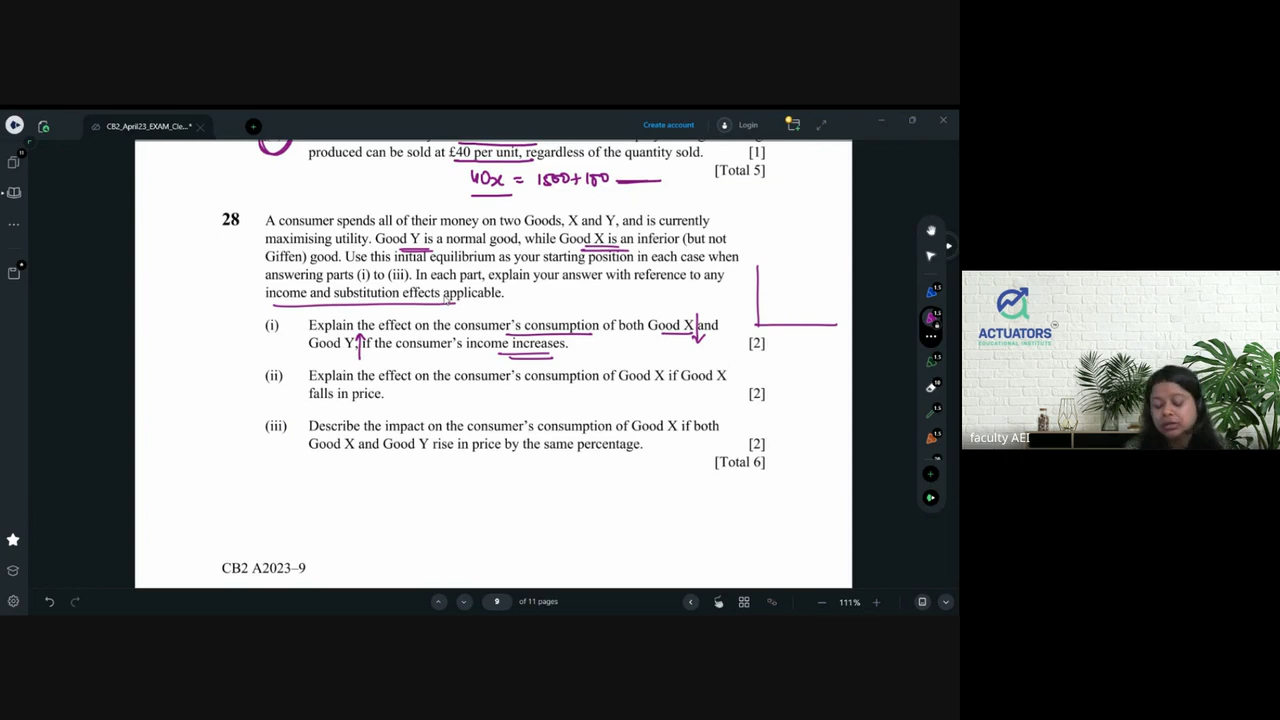 Create account
Login
CB2_April23_EXAM_Cle...*
produced can be sold at £40 per unit, regardless of the quantity sold. [1]
[Total 5]
40x = 1500+100
28 A consumer spends all of their money on two Goods, X and Y, and is currently
maximising utility. Good Y is a normal good, while Good X is an inferior (but not
Giffen) good. Use this initial equilibrium as your starting position in each case when
answering parts (i) to (iii). In each part, explain your answer with reference to any
income and substitution effects applicable.
(i) Explain the effect on the consumer's consumption of both Good X and
Good Y, if the consumer's income increases. [2]
(ii) Explain the effect on the consumer's consumption of Good X if Good X
falls in price. [2]
(iii) Describe the impact on the consumer's consumption of Good X if both
Good X and Good Y rise in price by the same percentage. [2]
[Total 6]
CB2 A2023–9
9 of 11 pages
111%
ACTUATORS
EDUCATIONAL INSTITUTE
faculty AEI